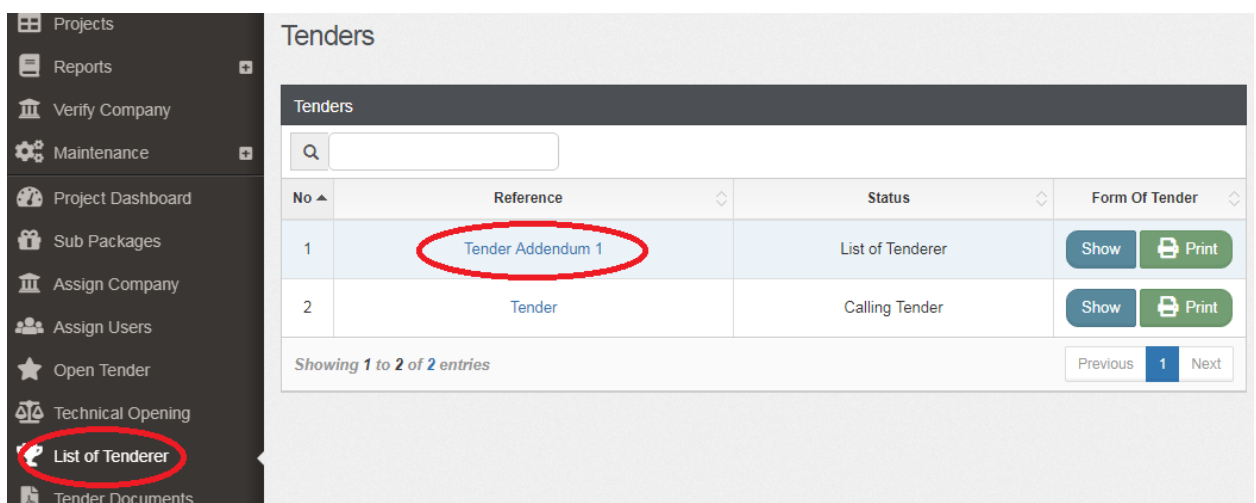 Projects
Reports
Verify Company
Maintenance
Project Dashboard
Sub Packages
Assign Company
Assign Users
Open Tender
Technical Opening
List of Tenderer
Tender Documents
Tenders
Tenders
No Reference Status Form Of Tender
1 Tender Addendum 1 List of Tenderer Show Print
2 Tender Calling Tender Show Print
Showing 1 to 2 of 2 entries Previous 1 Next